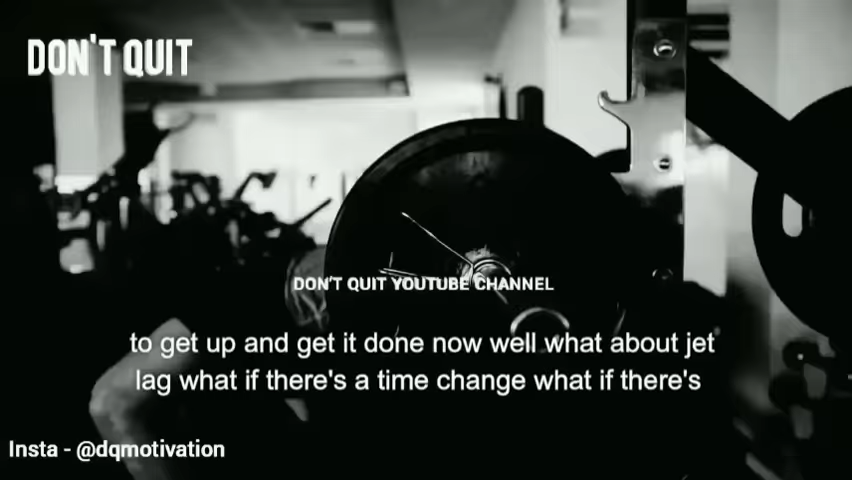 DON'T QUIT
DON'T QUIT YOUTUBE CHANNEL
to get up and get it done now well what about jet
lag what if there's a time change what if there's
Insta - @dqmotivation